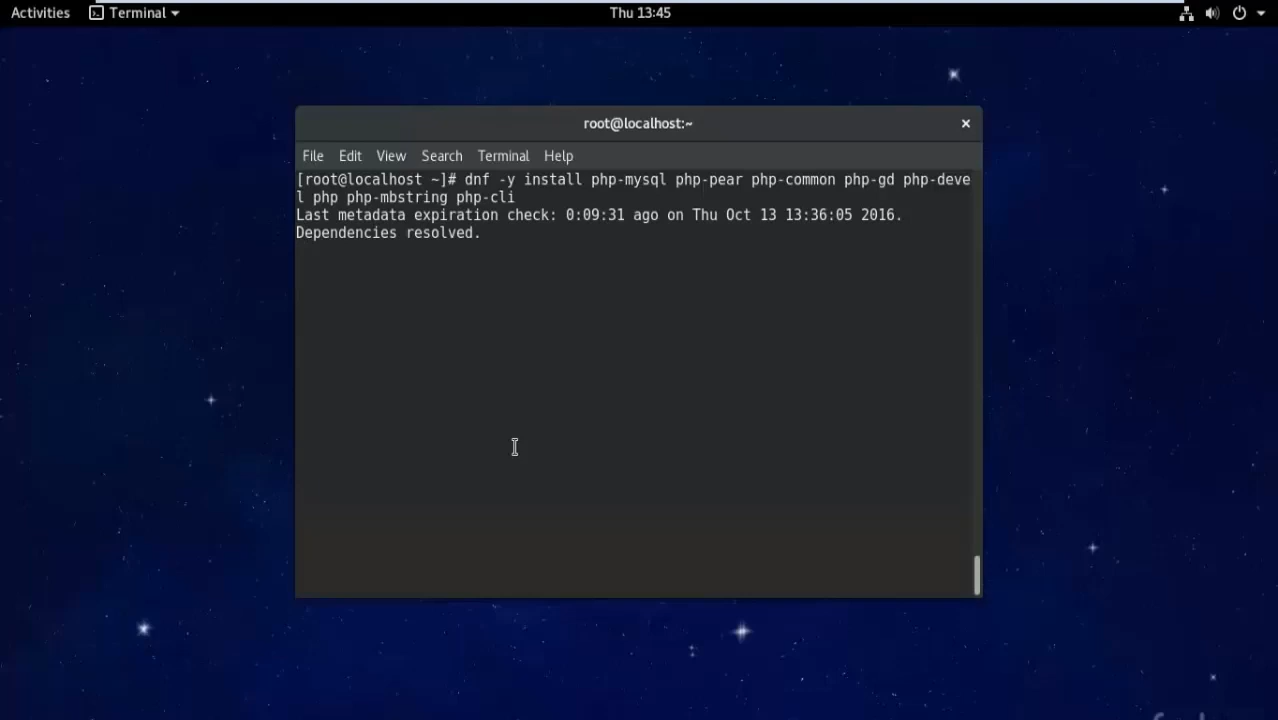 Activities Terminal Thu 13:45
root@localhost:~
File Edit View Search Terminal Help
[root@localhost ~]# dnf -y install php-mysql php-pear php-common php-gd php-deve
l php php-mbstring php-cli
Last metadata expiration check: 0:09:31 ago on Thu Oct 13 13:36:05 2016.
Dependencies resolved.